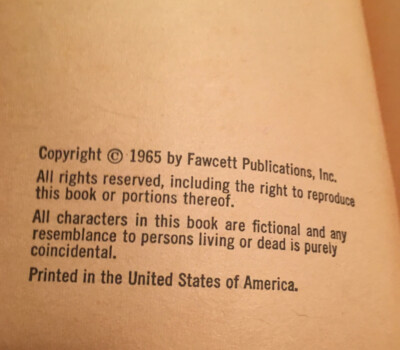 Copyright © 1965 by Fawcett Publications, Inc.
All rights reserved, including the right to reproduce
this book or portions thereof.
All characters in this book are fictional and any
resemblance to persons living or dead is purely
coincidental.
Printed in the United States of America.